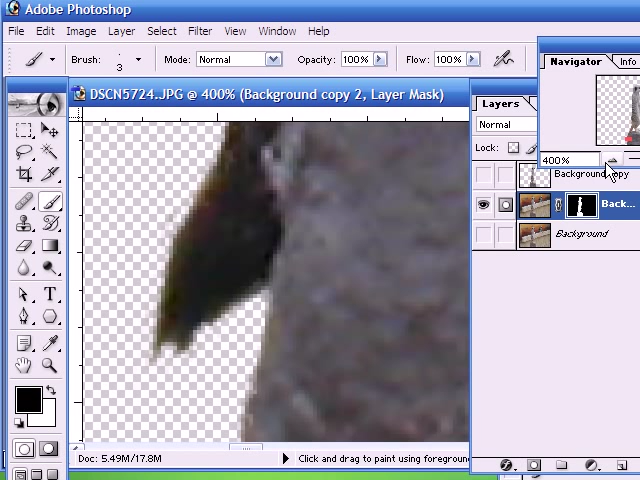 Adobe Photoshop
File Edit Image Layer Select Filter View Window Help
Brush: 3 Mode: Normal Opacity: 100% Flow: 100%
DSCN5724..JPG @ 400% (Background copy 2, Layer Mask)
Navigator Info
400%
Layers
Normal
Lock:
Background copy
Back...
Background
T
Doc: 5.49M/17.8M Click and drag to paint using foreground